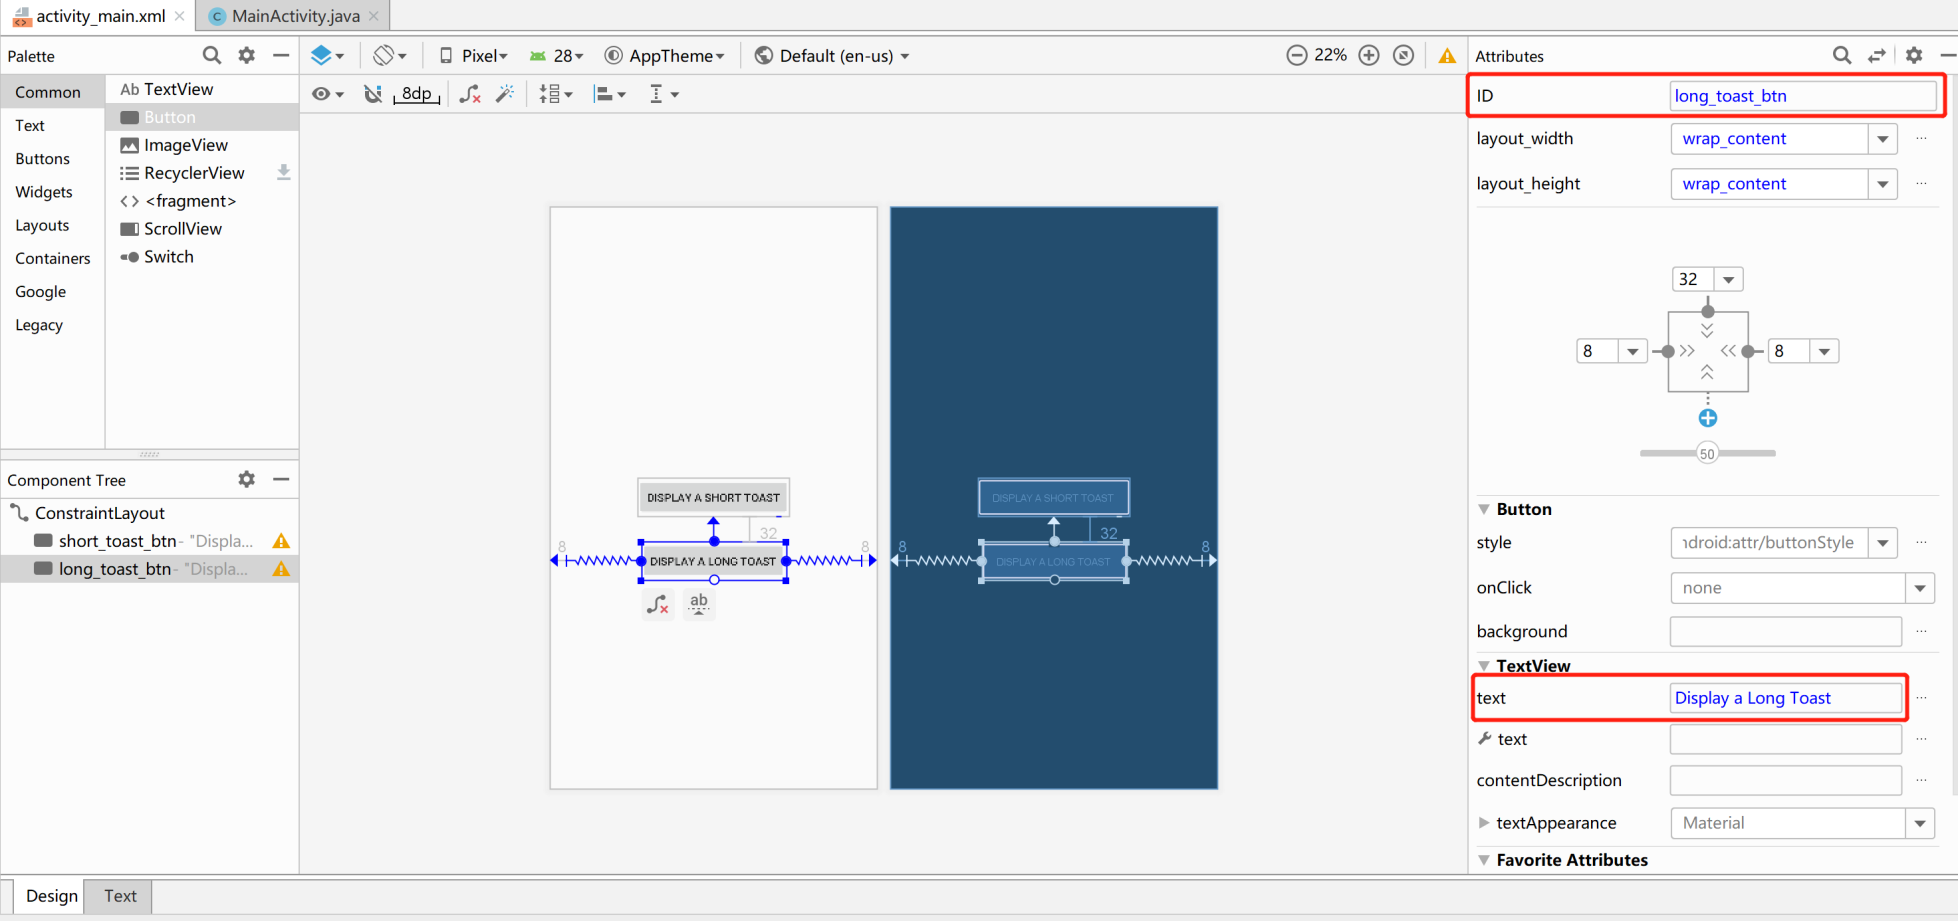 activity_main.xml
MainActivity.java
Palette
Pixel
28
AppTheme
Default (en-us)
22%
Attributes
8dp
Common
Text
Buttons
Widgets
Layouts
Containers
Google
Legacy
Ab TextView
Button
ImageView
RecyclerView
<fragment>
ScrollView
Switch
Component Tree
ConstraintLayout
short_toast_btn- "Displa...
long_toast_btn- "Displa...
DISPLAY A SHORT TOAST
32
8
8
DISPLAY A LONG TOAST
ab
DISPLAY A SHORT TOAST
32
8
8
DISPLAY A LONG TOAST
ID long_toast_btn
layout_width wrap_content ...
layout_height wrap_content ...
32
8
8
50
Button
style ndroid:attr/buttonStyle ...
onClick none
background ...
TextView
text Display a Long Toast ...
text ...
contentDescription ...
textAppearance Material
Favorite Attributes
Design
Text